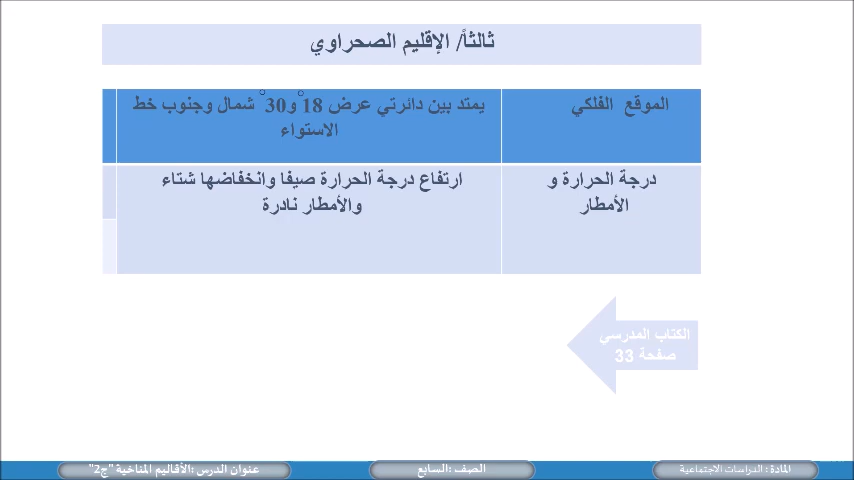 ثالثاً/ الإقليم الصحراوي
الموقع الفلكي
يمتد بين دائرتي عرض 18° و30° شمال وجنوب خط
الاستواء
درجة الحرارة و
الأمطار
ارتفاع درجة الحرارة صيفا وانخفاضها شتاء
والأمطار نادرة
الكتاب المدرسي
صفحة 33
المادة : الدراسات الاجتماعية
الصف :السابع
عنوان الدرس :الأقاليم المناخية "ج2"